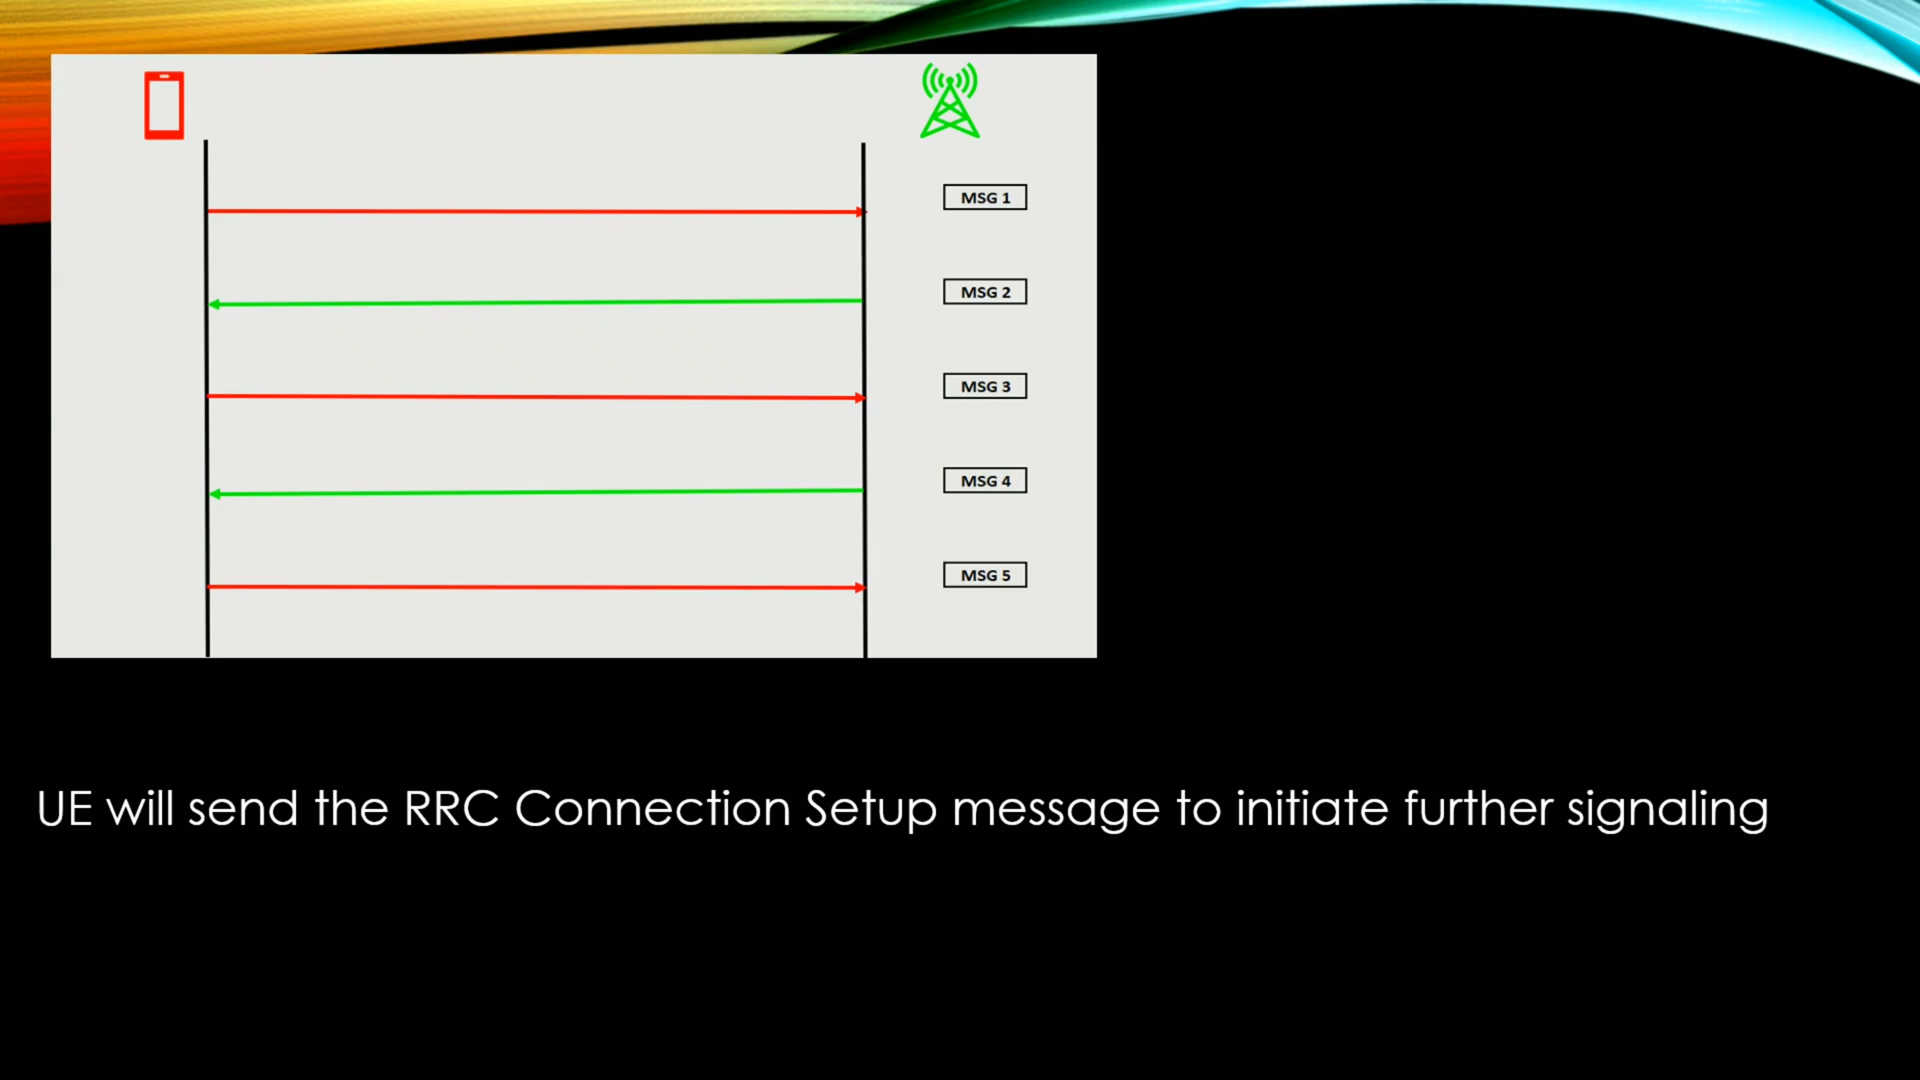 MSG 1
MSG 2
MSG 3
MSG 4
MSG 5
UE will send the RRC Connection Setup message to initiate further signaling